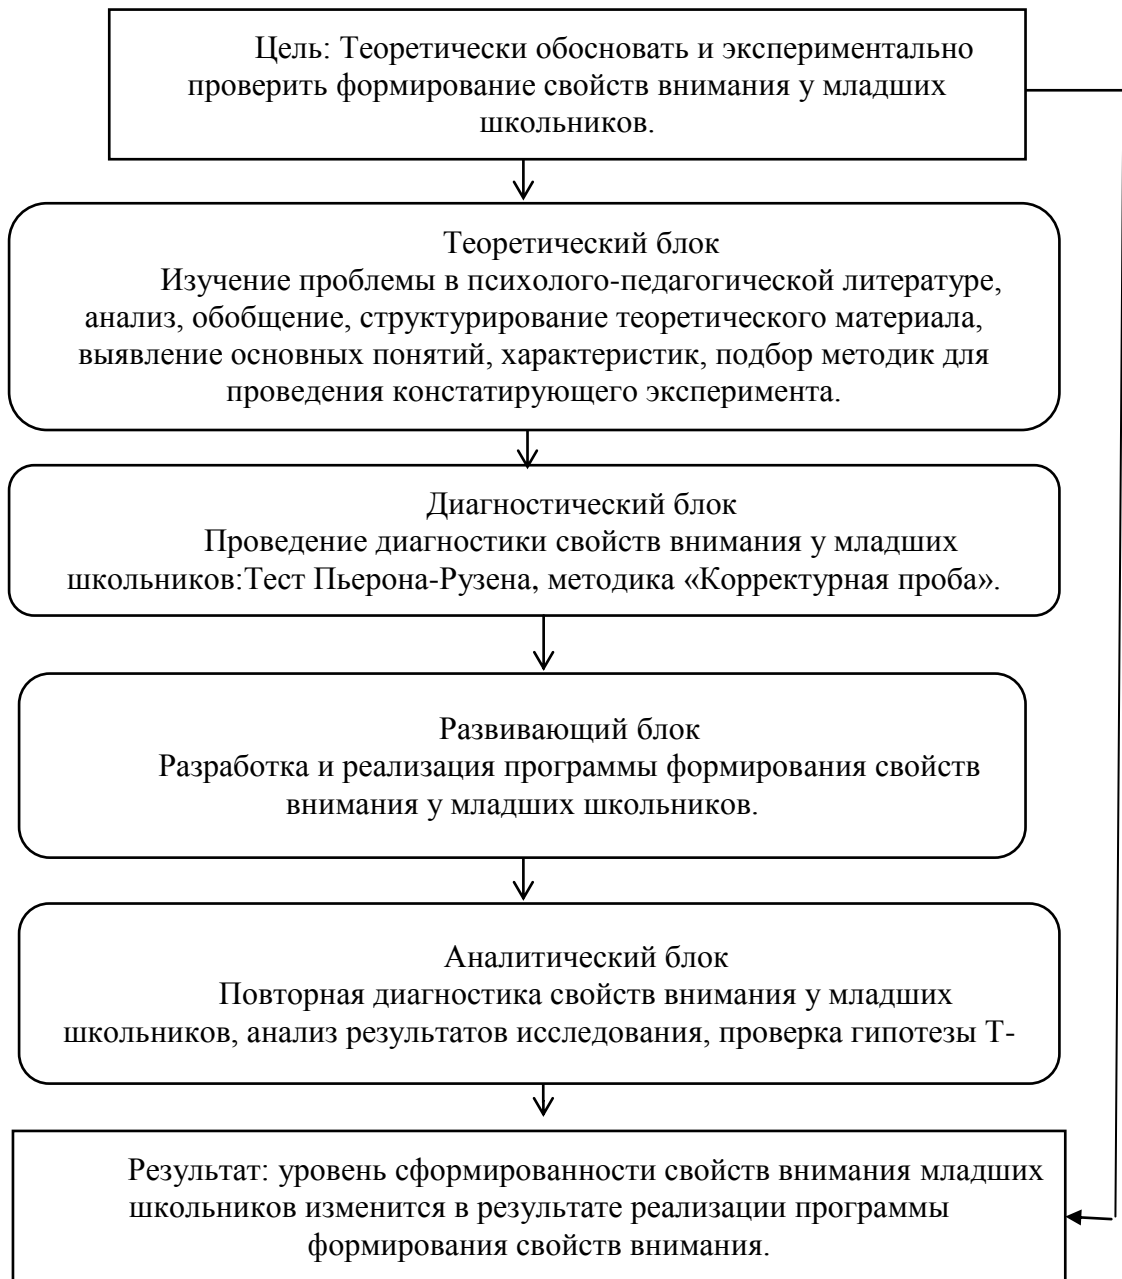 Цель: Теоретически обосновать и экспериментально
проверить формирование свойств внимания у младших
школьников.
Теоретический блок
Изучение проблемы в психолого-педагогической литературе,
анализ, обобщение, структурирование теоретического материала,
выявление основных понятий, характеристик, подбор методик для
проведения констатирующего эксперимента.
Диагностический блок
Проведение диагностики свойств внимания у младших
школьников:Тест Пьерона-Рузена, методика «Корректурная проба».
Развивающий блок
Разработка и реализация программы формирования свойств
внимания у младших школьников.
Аналитический блок
Повторная диагностика свойств внимания у младших
школьников, анализ результатов исследования, проверка гипотезы Т-
Результат: уровень сформированности свойств внимания младших
школьников изменится в результате реализации программы
формирования свойств внимания.